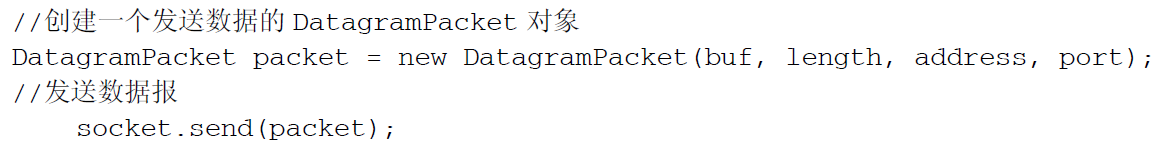 //创建一个发送数据的 DatagramPacket 对象
DatagramPacket packet = new DatagramPacket(buf, length, address, port);
//发送数据报
socket.send(packet);